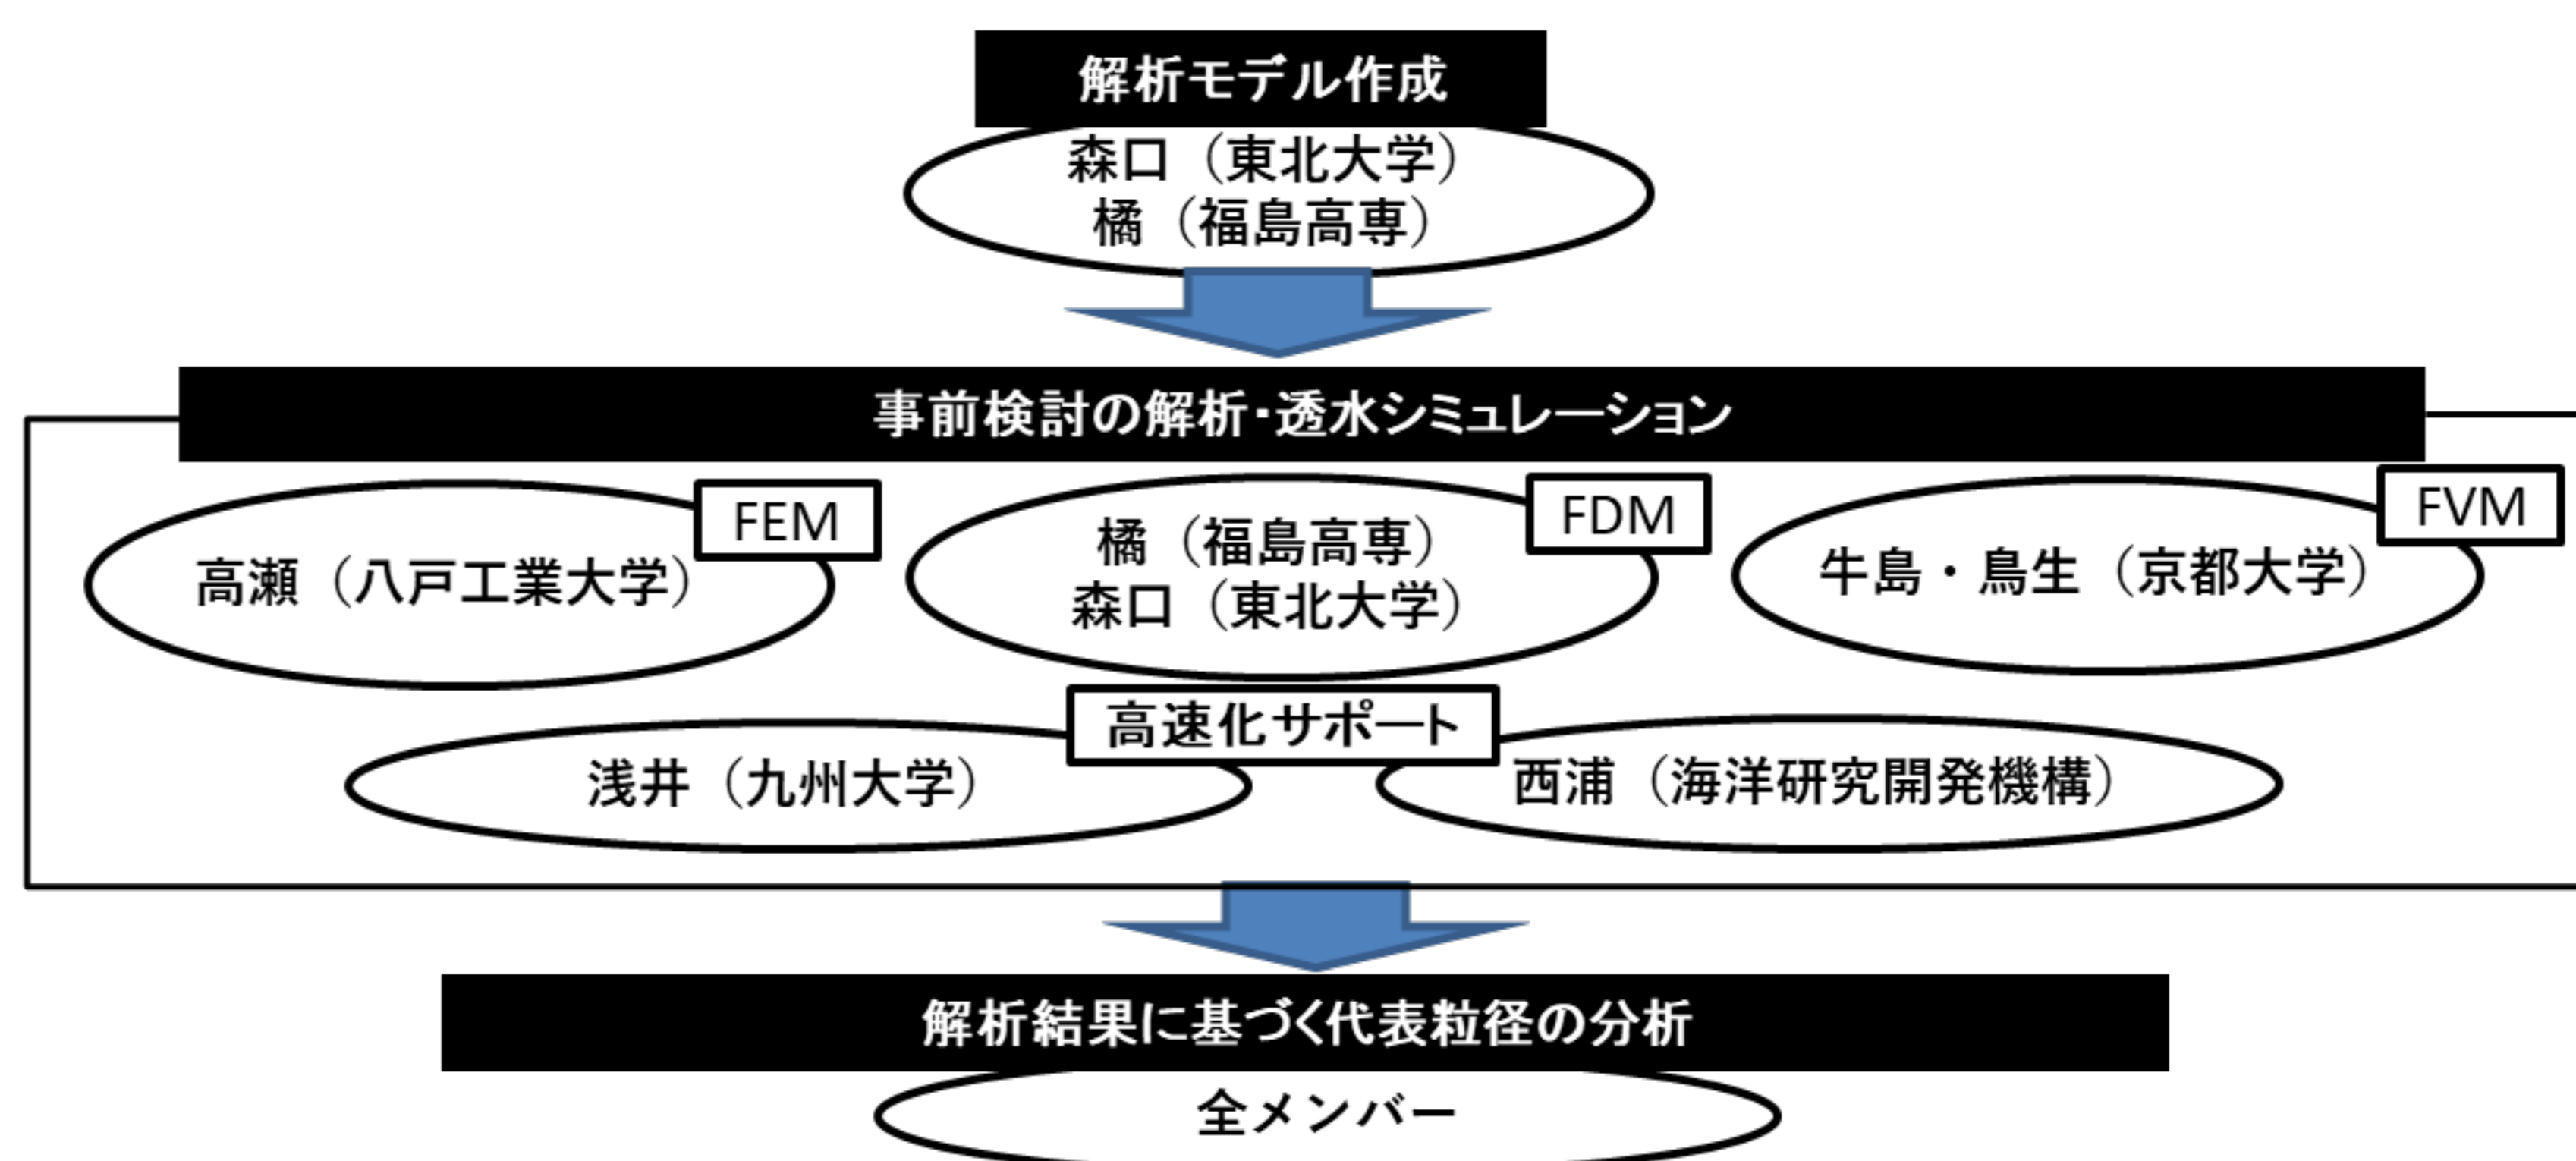 解析モデル作成
森口（東北大学）
橘（福島高専）
事前検討の解析・透水シミュレーション
FEM
高瀬（八戸工業大学）
FDM
橘（福島高専）
森口（東北大学）
FVM
牛島・鳥生（京都大学）
高速化サポート
浅井（九州大学）
西浦（海洋研究開発機構）
解析結果に基づく代表粒径の分析
全メンバー